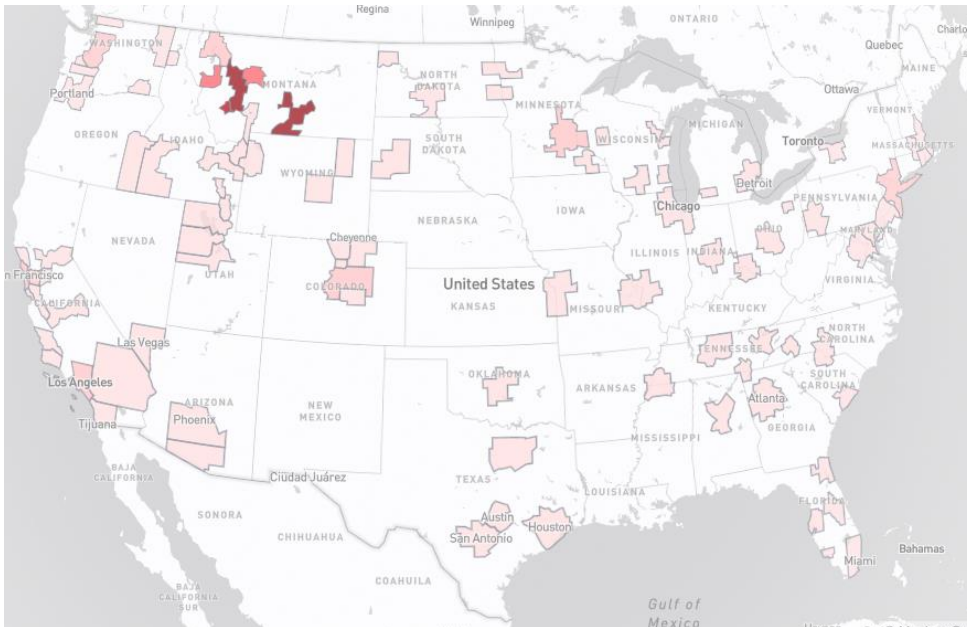 Regina
Winnipeg
ONTARIO
Quebec
Charlo
WASHINGTON
MAINE
MONTANA
NORTH
DAKOTA
Ottawa
Portland
MINNESOTA
VERMONT
OREGON
IDAHO
SOUTH
DAKOTA
WISCONSIN
MICHIGAN
Toronto
MASSACHUSETTS
WYOMING
Detroit
Chicago
PENNSYLVANIA
NEBRASKA
IOWA
NEVADA
Cheyenne
OHIO
MARYLAND
UTAH
ILLINOIS
INDIANA
n Francisco
COLORADO
United States
VIRGINIA
CALIFORNIA
KANSAS
MISSOURI
KENTUCKY
Las Vegas
NORTH
CAROLINA
TENNESSEE
Los Angeles
OKLAHOMA
ARKANSAS
SOUTH
CAROLINA
ARIZONA
NEW
MEXICO
Atlanta
Phoenix
Tijuana
MISSISSIPPI
GEORGIA
BAJA
CALIFORNIA
Ciudad Juárez
TEXAS
LOUISIANA
SONORA
FLORIDA
Austin
Houston
CHIHUAHUA
San Antonio
Bahamas
Miami
COAHUILA
BAJA
CALIFORNIA
SUR
Gulf of
Mexico